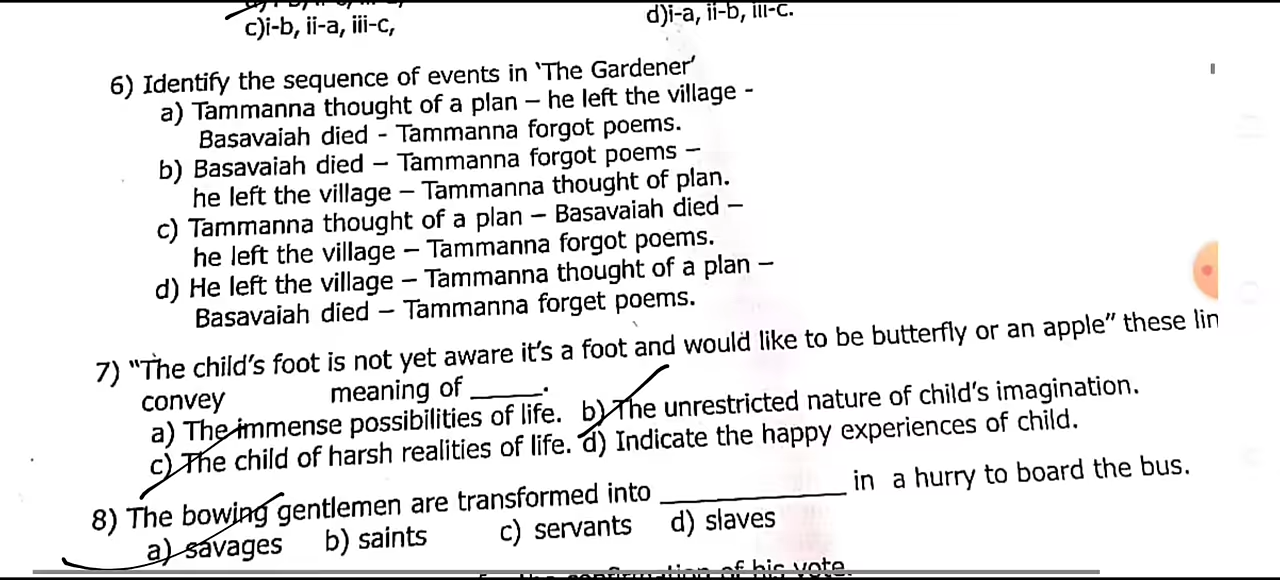 c)i-b, ii-a, iii-c, d)i-a, ii-b, iii-c.
6) Identify the sequence of events in 'The Gardener'
a) Tammanna thought of a plan – he left the village -
Basavaiah died - Tammanna forgot poems.
b) Basavaiah died – Tammanna forgot poems –
he left the village – Tammanna thought of plan.
c) Tammanna thought of a plan – Basavaiah died –
he left the village – Tammanna forgot poems.
d) He left the village – Tammanna thought of a plan –
Basavaiah died – Tammanna forget poems.
7) "The child's foot is not yet aware it's a foot and would like to be butterfly or an apple" these lin
convey meaning of _____.
a) The immense possibilities of life. b) The unrestricted nature of child's imagination.
c) The child of harsh realities of life. d) Indicate the happy experiences of child.
8) The bowing gentlemen are transformed into _____________ in a hurry to board the bus.
a) savages b) saints c) servants d) slaves
of his vote.